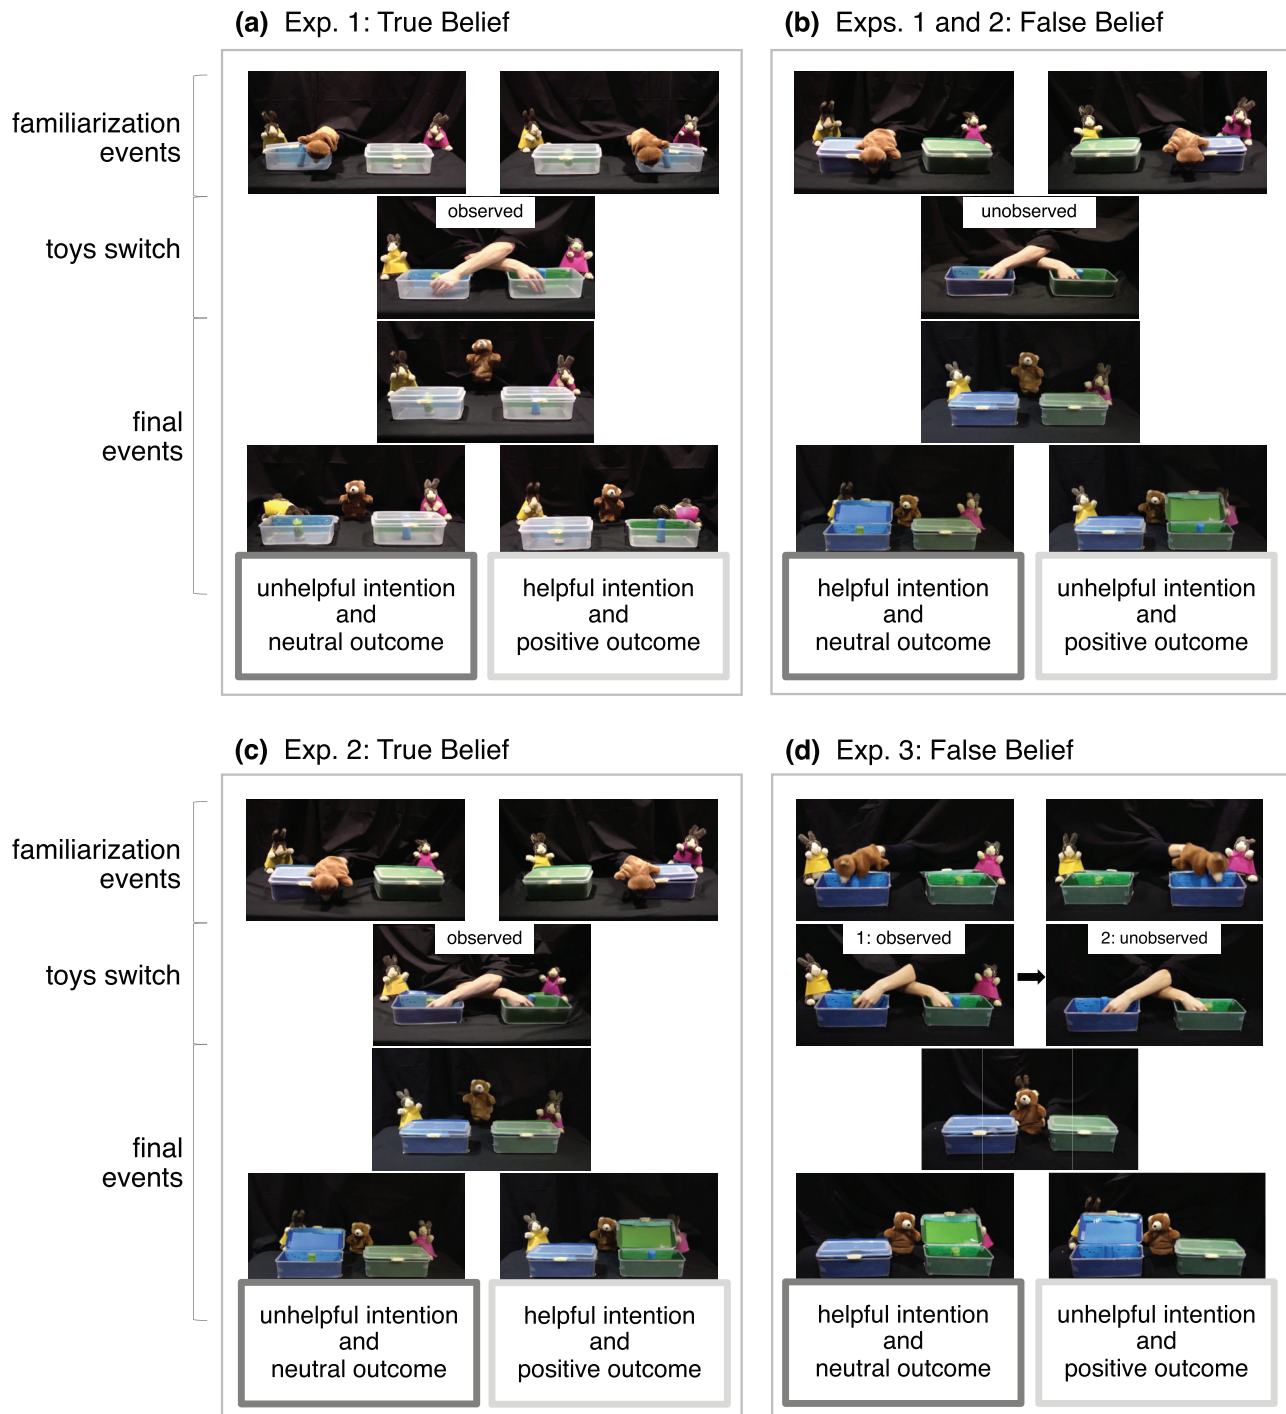 (a) Exp. 1: True Belief
(b) Exps. 1 and 2: False Belief
familiarization
events
toys switch
observed
unobserved
final
events
unhelpful intention
and
neutral outcome
helpful intention
and
positive outcome
helpful intention
and
neutral outcome
unhelpful intention
and
positive outcome
(c) Exp. 2: True Belief
(d) Exp. 3: False Belief
familiarization
events
toys switch
observed
1: observed
2: unobserved
final
events
unhelpful intention
and
neutral outcome
helpful intention
and
positive outcome
helpful intention
and
neutral outcome
unhelpful intention
and
positive outcome